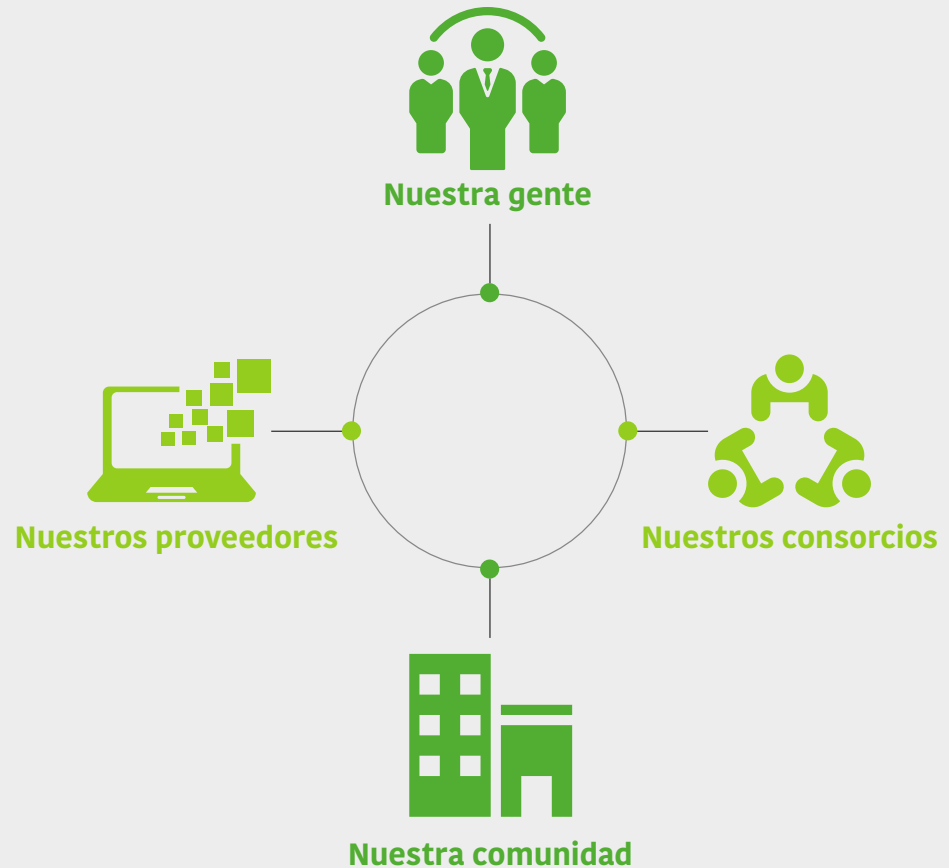 Nuestra gente
Nuestros proveedores
Nuestros consorcios
Nuestra comunidad